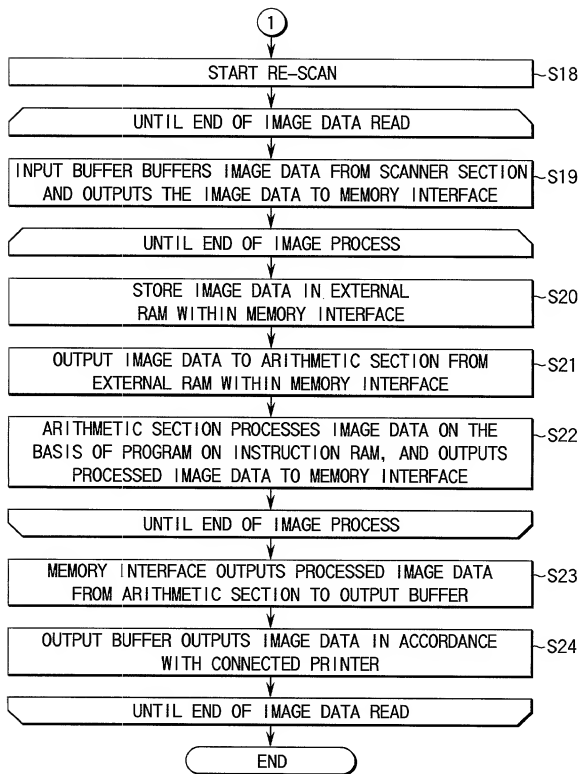 1
START RE-SCAN
S18
UNTIL END OF IMAGE DATA READ
INPUT BUFFER BUFFERS IMAGE DATA FROM SCANNER SECTION
AND OUTPUTS THE IMAGE DATA TO MEMORY INTERFACE
S19
UNTIL END OF IMAGE PROCESS
STORE IMAGE DATA IN EXTERNAL
RAM WITHIN MEMORY INTERFACE
S20
OUTPUT IMAGE DATA TO ARITHMETIC SECTION FROM
EXTERNAL RAM WITHIN MEMORY INTERFACE
S21
ARITHMETIC SECTION PROCESSES IMAGE DATA ON THE
BASIS OF PROGRAM ON INSTRUCTION RAM, AND OUTPUTS
PROCESSED IMAGE DATA TO MEMORY INTERFACE
S22
UNTIL END OF IMAGE PROCESS
MEMORY INTERFACE OUTPUTS PROCESSED IMAGE DATA
FROM ARITHMETIC SECTION TO OUTPUT BUFFER
S23
OUTPUT BUFFER OUTPUTS IMAGE DATA IN ACCORDANCE
WITH CONNECTED PRINTER
S24
UNTIL END OF IMAGE DATA READ
END